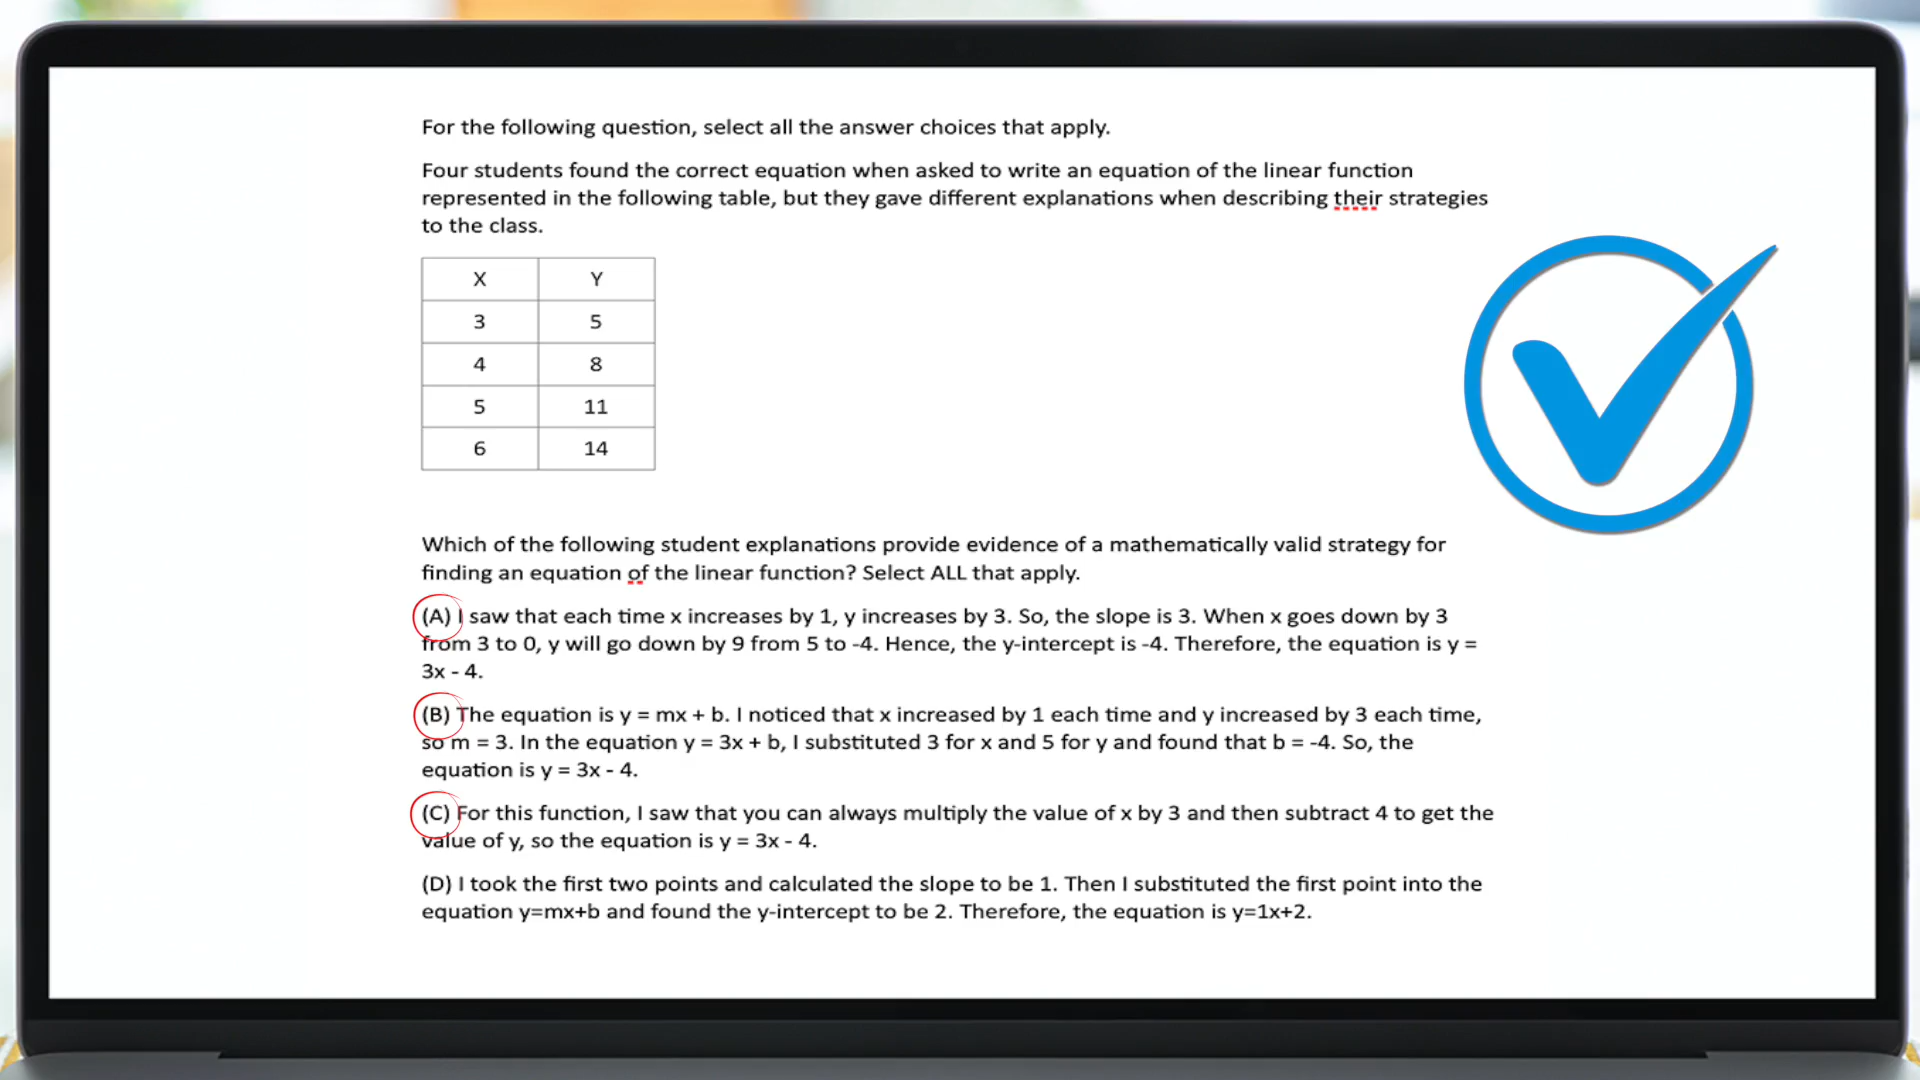 For the following question, select all the answer choices that apply.
Four students found the correct equation when asked to write an equation of the linear function
represented in the following table, but they gave different explanations when describing their strategies
to the class.
X Y
3 5
4 8
5 11
6 14
Which of the following student explanations provide evidence of a mathematically valid strategy for
finding an equation of the linear function? Select ALL that apply.
(A) I saw that each time x increases by 1, y increases by 3. So, the slope is 3. When x goes down by 3
from 3 to 0, y will go down by 9 from 5 to -4. Hence, the y-intercept is -4. Therefore, the equation is y =
3x - 4.
(B) The equation is y = mx + b. I noticed that x increased by 1 each time and y increased by 3 each time,
so m = 3. In the equation y = 3x + b, I substituted 3 for x and 5 for y and found that b = -4. So, the
equation is y = 3x - 4.
(C) For this function, I saw that you can always multiply the value of x by 3 and then subtract 4 to get the
value of y, so the equation is y = 3x - 4.
(D) I took the first two points and calculated the slope to be 1. Then I substituted the first point into the
equation y=mx+b and found the y-intercept to be 2. Therefore, the equation is y=1x+2.